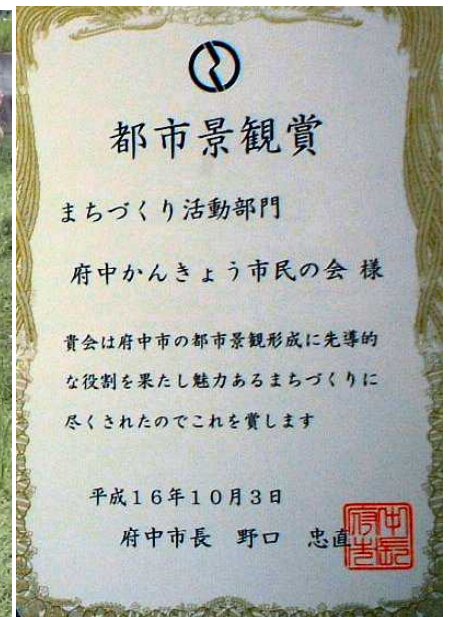 都市景観賞
まちづくり活動部門
府中かんきょう市民の会 様
貴会は府中市の都市景観形成に先導的
な役割を果たし魅力あるまちづくりに
尽くされたのでこれを賞します
平成16年10月3日
府中市長 野口 忠直